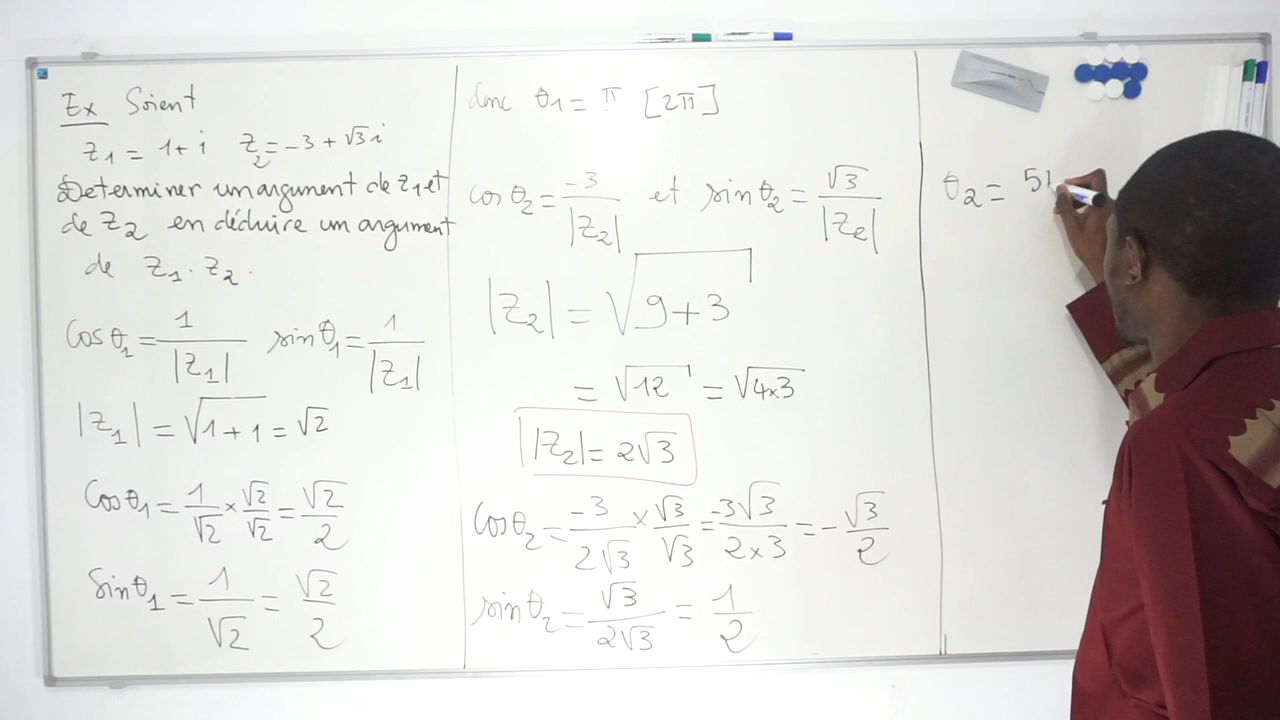 Ex Soient
z₁ = 1 + i z₂ = -3 + √3 i
Determiner un argument de z₁ et
de z₂ en déduire un argument
de z₁ . z₂ .
cos θ₁ = 1/|z₁| sin θ₁ = 1/|z₁|
|z₁| = √(1+1) = √2
cos θ₁ = 1/√2 × √2/√2 = √2/2
sin θ₁ = 1/√2 = √2/2
donc θ₁ = π [2π]
cos θ₂ = -3/|z₂| et sin θ₂ = √3/|z₂|
|z₂| = √(9+3)
= √12 = √(4×3)
|z₂| = 2√3
cos θ₂ = -3/(2√3) × √3/√3 = -3√3/(2×3) = -√3/2
sin θ₂ = √3/(2√3) = 1/2
θ₂ = 5